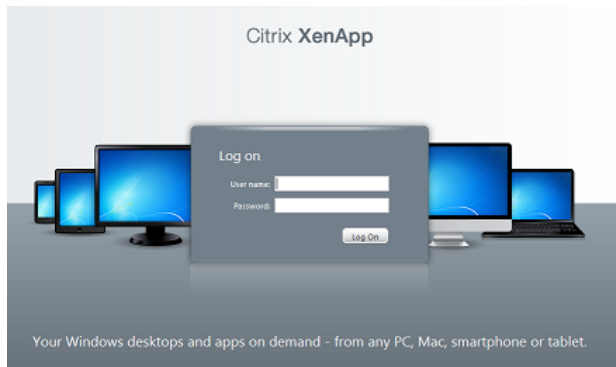 Citrix XenApp
Log on
User name:
Password:
Log On
Your Windows desktops and apps on demand - from any PC, Mac, smartphone or tablet.